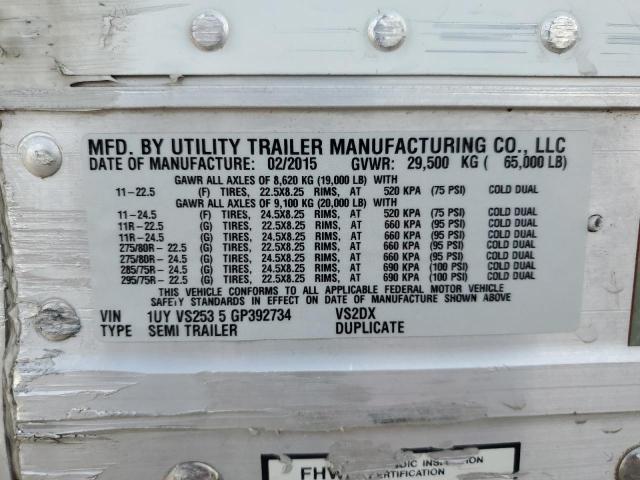 MFD. BY UTILITY TRAILER MANUFACTURING CO., LLC
DATE OF MANUFACTURE: 02/2015 GVWR: 29,500 KG ( 65,000 LB)
GAWR ALL AXLES OF 8,620 KG (19,000 LB) WITH
11-22.5 (F) TIRES, 22.5X8.25 RIMS, AT 520 KPA (75 PSI) COLD DUAL
GAWR ALL AXLES OF 9,100 KG (20,000 LB) WITH
11-24.5 (F) TIRES, 24.5X8.25 RIMS, AT 520 KPA (75 PSI) COLD DUAL
11R-22.5 (G) TIRES, 22.5X8.25 RIMS, AT 660 KPA (95 PSI) COLD DUAL
11R-24.5 (G) TIRES, 24.5X8.25 RIMS, AT 660 KPA (95 PSI) COLD DUAL
275/80R-22.5 (G) TIRES, 22.5X8.25 RIMS, AT 660 KPA (95 PSI) COLD DUAL
275/80R-24.5 (G) TIRES, 24.5X8.25 RIMS, AT 660 KPA (95 PSI) COLD DUAL
285/75R-24.5 (G) TIRES, 24.5X8.25 RIMS, AT 690 KPA (100 PSI) COLD DUAL
295/75R-22.5 (G) TIRES, 22.5X8.25 RIMS, AT 690 KPA (100 PSI) COLD DUAL
THIS VEHICLE CONFORMS TO ALL APPLICABLE FEDERAL MOTOR VEHICLE
SAFETY STANDARDS IN EFFECT ON DATE OF MANUFACTURE SHOWN ABOVE
VIN 1UY VS253 5 GP392734 VS2DX
TYPE SEMI TRAILER DUPLICATE